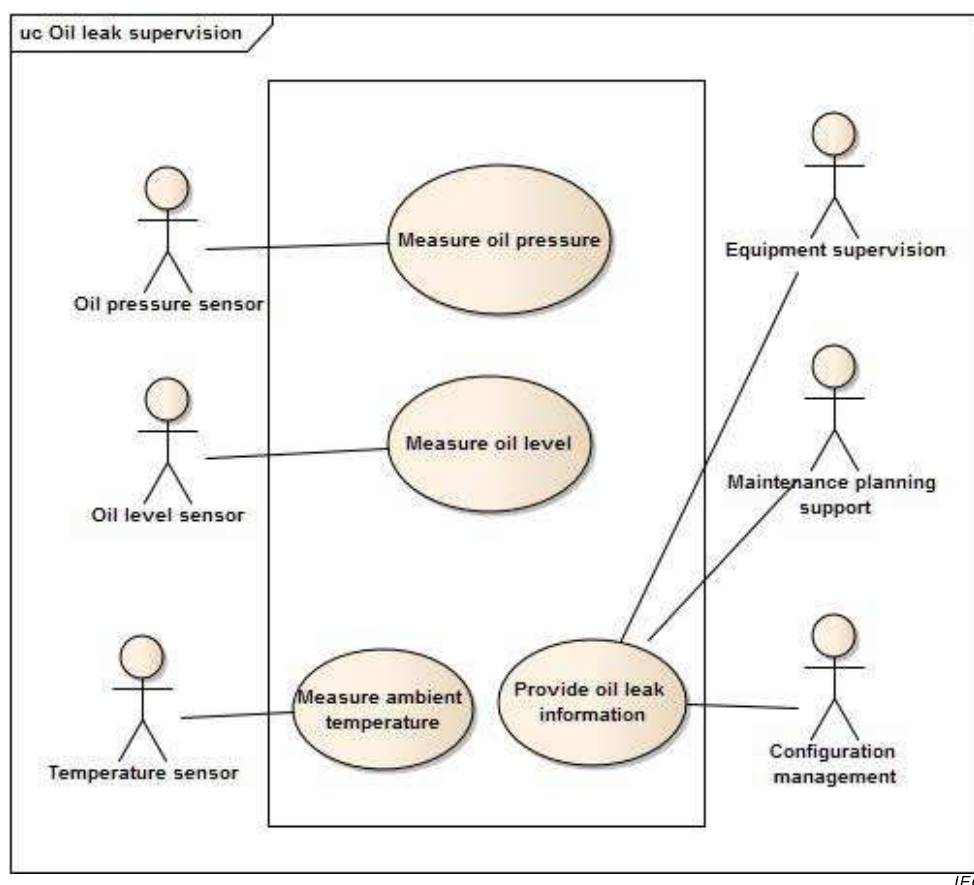 uc Oil leak supervision
Measure oil pressure
Equipment supervision
Oil pressure sensor
Measure oil level
Maintenance planning
support
Oil level sensor
Measure ambient
temperature
Provide oil leak
information
Temperature sensor
Configuration
management